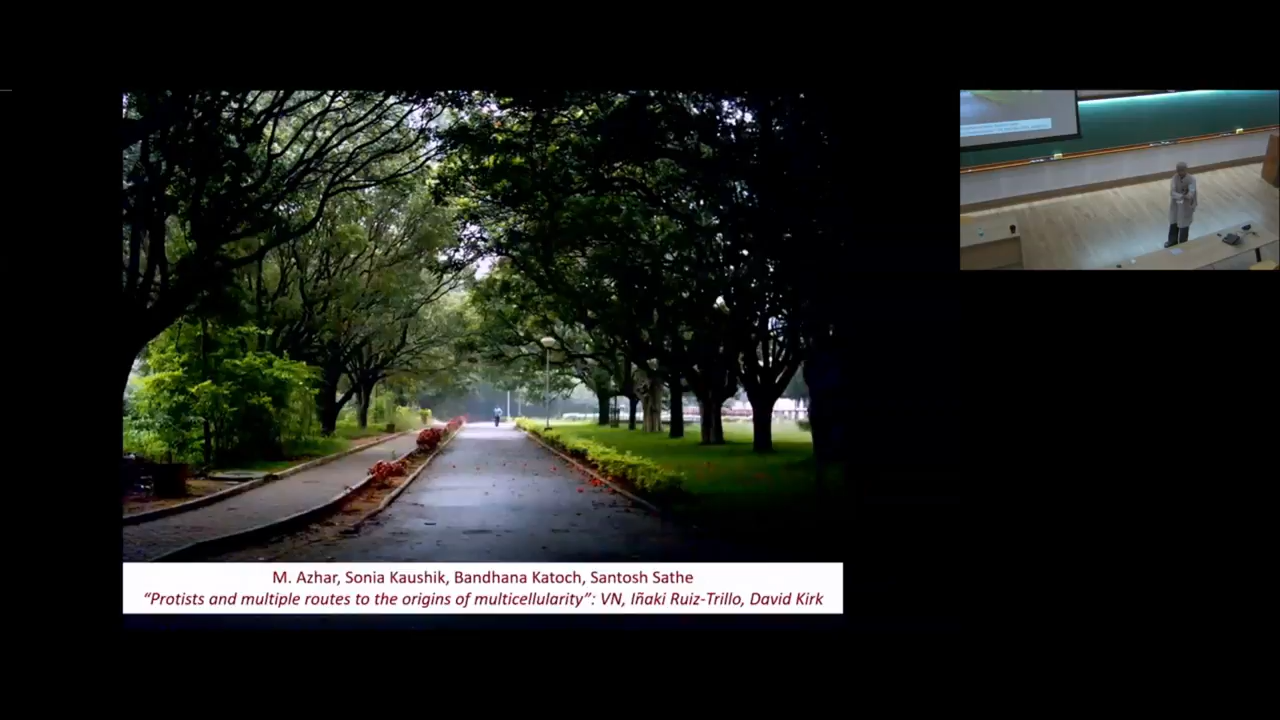 M. Azhar, Sonia Kaushik, Bandhana Katoch, Santosh Sathe
“Protists and multiple routes to the origins of multicellularity”: VN, Iñaki Ruiz-Trillo, David Kirk